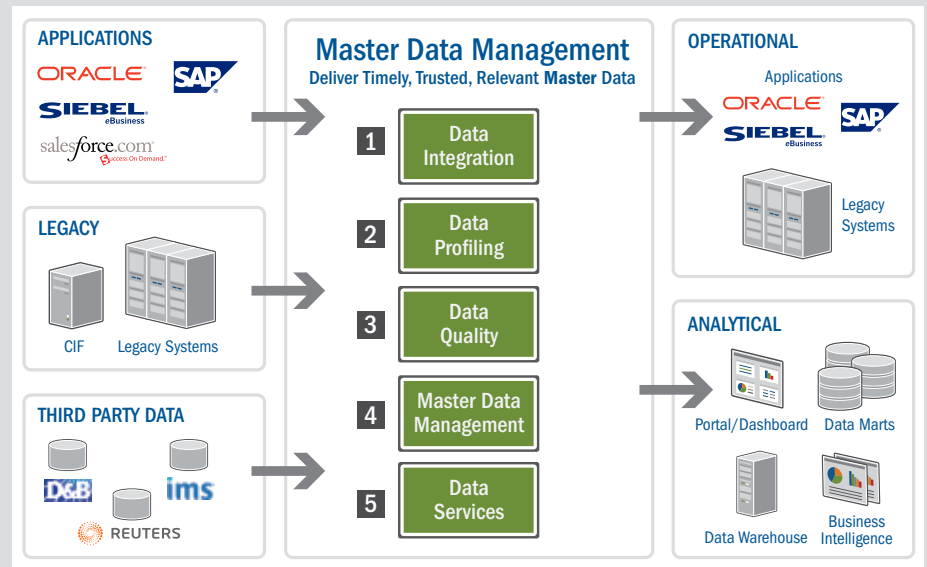 APPLICATIONS
ORACLE®
SAP®
SIEBEL®
eBusiness
salesforce.com®
Success On Demand.™
LEGACY
CIF
Legacy Systems
THIRD PARTY DATA
D&B
ims
REUTERS
Master Data Management
Deliver Timely, Trusted, Relevant Master Data
1
Data
Integration
2
Data
Profiling
3
Data
Quality
4
Master Data
Management
5
Data
Services
OPERATIONAL
Applications
ORACLE®
SIEBEL®
eBusiness
SAP®
Legacy
Systems
ANALYTICAL
Portal/Dashboard
Data Marts
Data Warehouse
Business
Intelligence